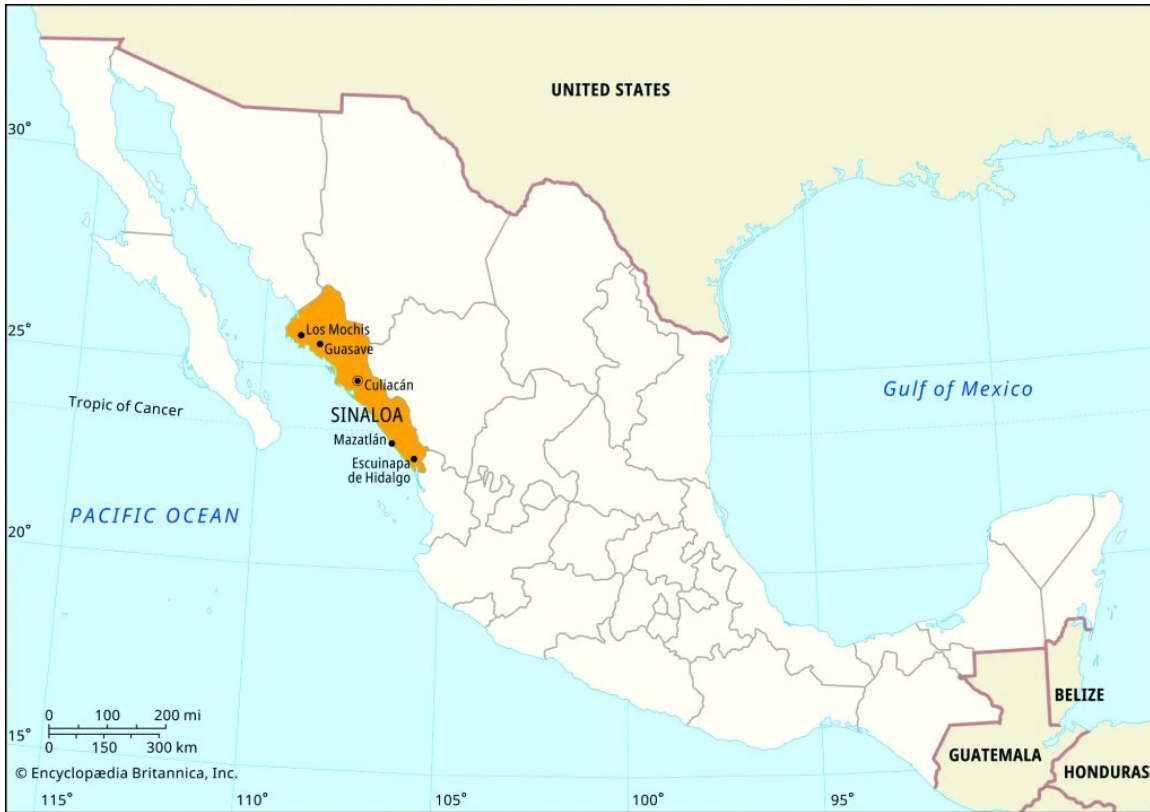 UNITED STATES
30°
Los Mochis
25°
Guasave
Culiacán
Gulf of Mexico
Tropic of Cancer
SINALOA
Mazatlán
Escuinapa
de Hidalgo
PACIFIC OCEAN
20°
BELIZE
0 100 200 mi
0 150 300 km
15°
GUATEMALA
HONDURAS
© Encyclopædia Britannica, Inc.
115° 110° 105° 100° 95°